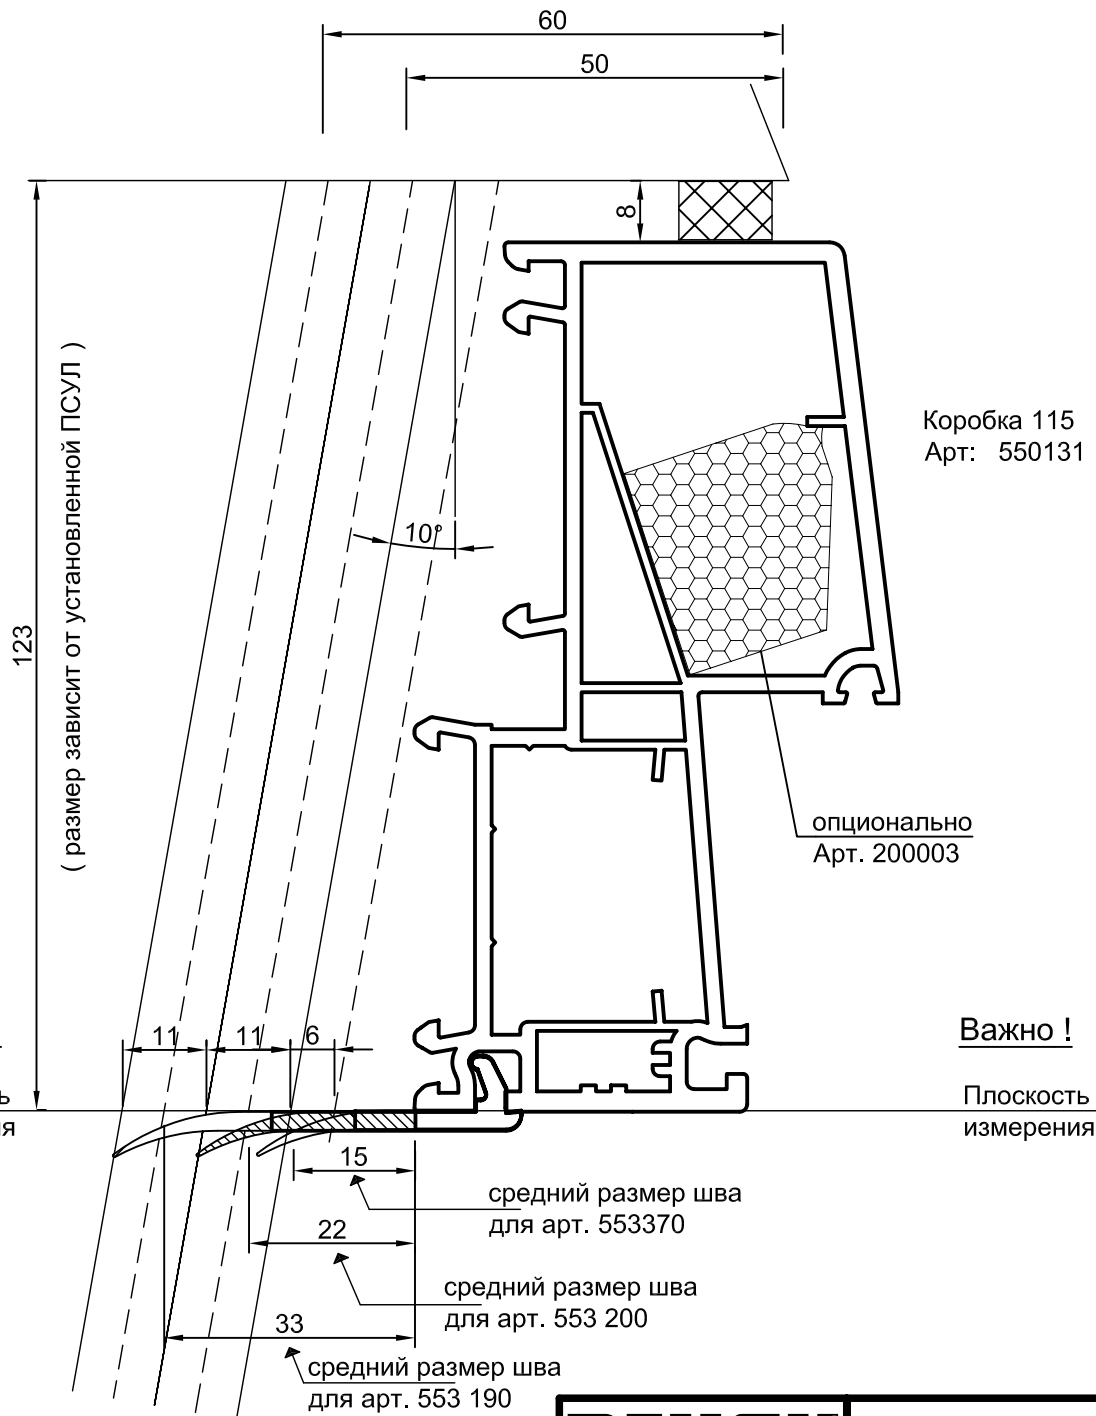 60
50
8
Коробка 115
Арт: 550131
10°
123
( размер зависит от установленной ПСУЛ )
опционально
Арт. 200003
11
11
6
Важно !
Плоскость
измерения
15
средний размер шва
для арт. 553370
22
средний размер шва
для арт. 553 200
33
средний размер шва
для арт. 553 190